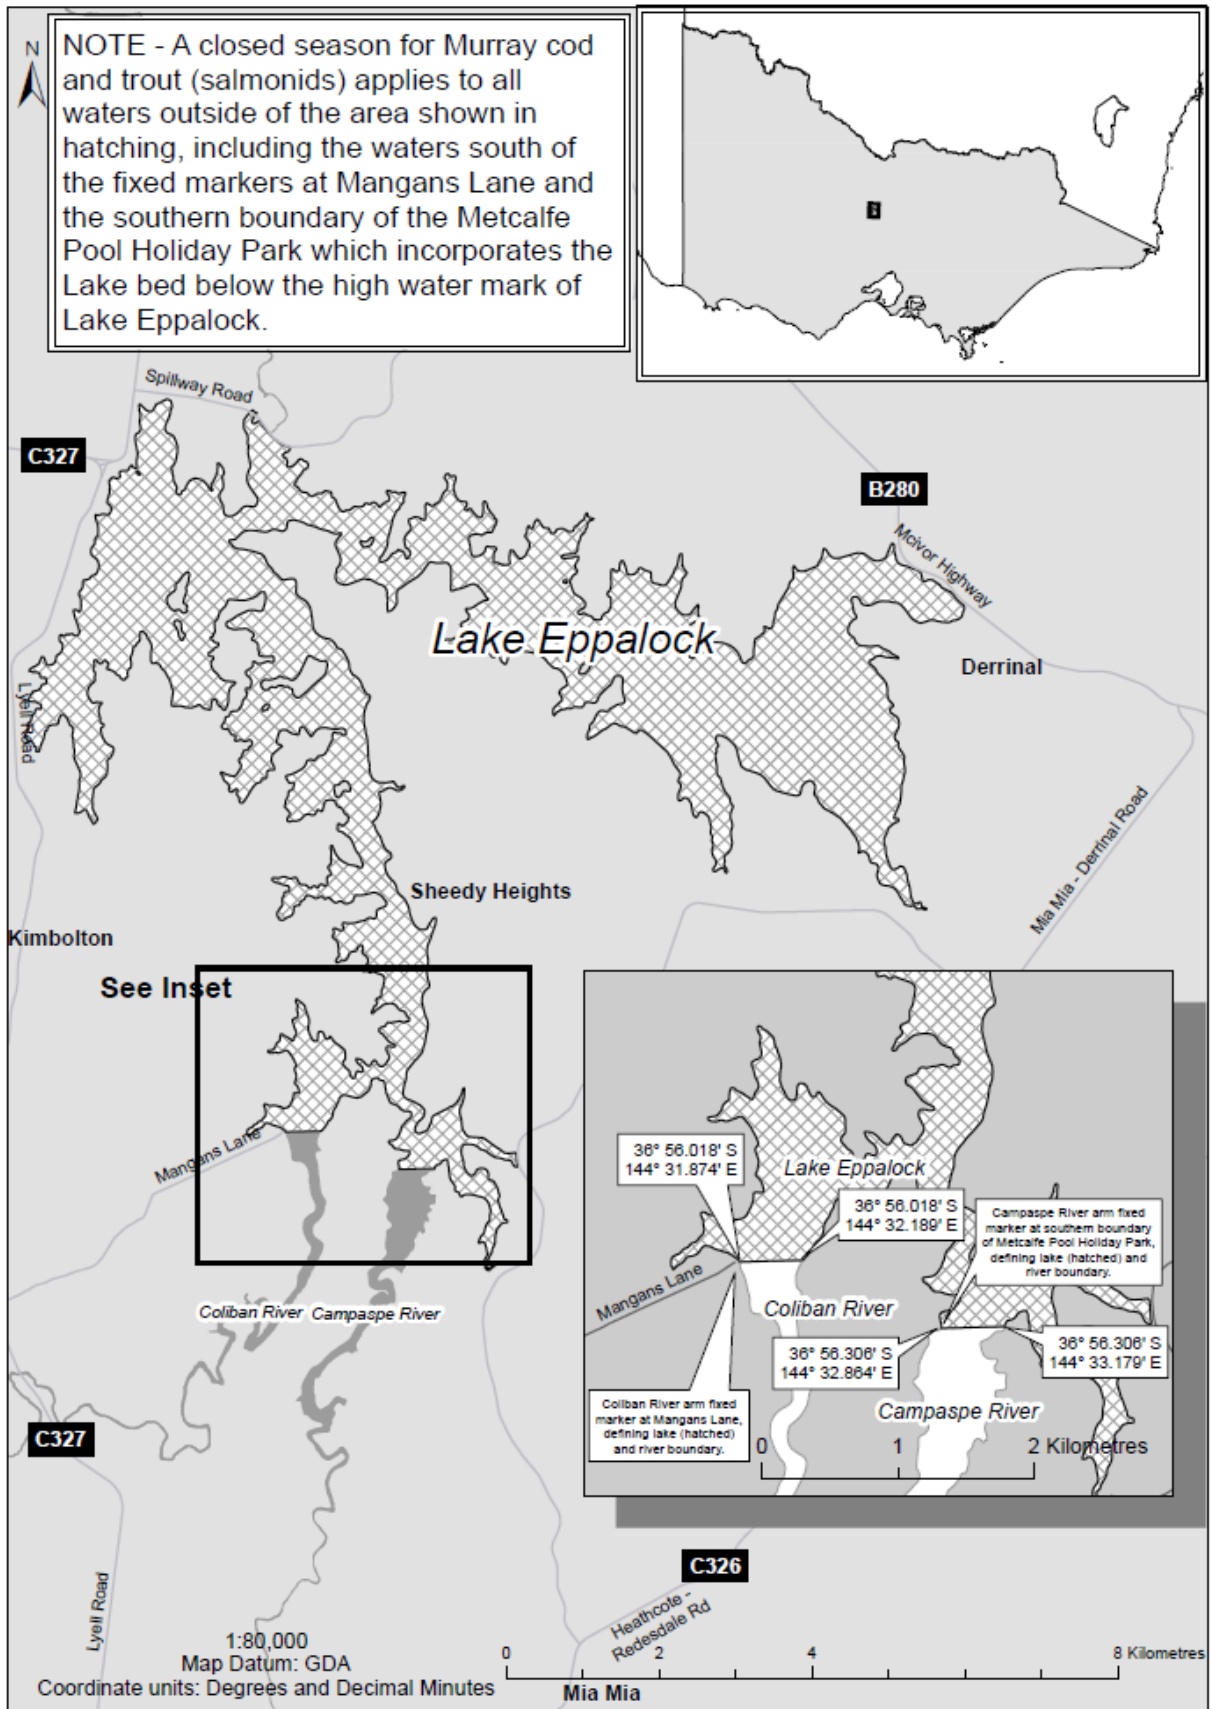 N
NOTE - A closed season for Murray cod
and trout (salmonids) applies to all
waters outside of the area shown in
hatching, including the waters south of
the fixed markers at Mangans Lane and
the southern boundary of the Metcalfe
Pool Holiday Park which incorporates the
Lake bed below the high water mark of
Lake Eppalock.
Spillway Road
C327
B280
McIvor Highway
Lake Eppalock
Derrinal
Lyell Road
Mia Mia - Derrinal Road
Sheedy Heights
Kimbolton
See Inset
Mangans Lane
Coliban River
Campaspe River
36° 56.018' S
144° 31.874' E
Lake Eppalock
36° 56.018' S
144° 32.189' E
Campaspe River arm fixed
marker at southern boundary
of Metcalfe Pool Holiday Park,
defining lake (hatched) and
river boundary.
Mangans Lane
Coliban River
36° 56.306' S
144° 32.864' E
36° 56.306' S
144° 33.179' E
Coliban River arm fixed
marker at Mangans Lane,
defining lake (hatched)
and river boundary.
Campaspe River
0 1 2 Kilometres
C327
C326
Lyell Road
Heathcote -
Redesdale Rd
1:80,000
Map Datum: GDA
Coordinate units: Degrees and Decimal Minutes
0 2 4 8 Kilometres
Mia Mia